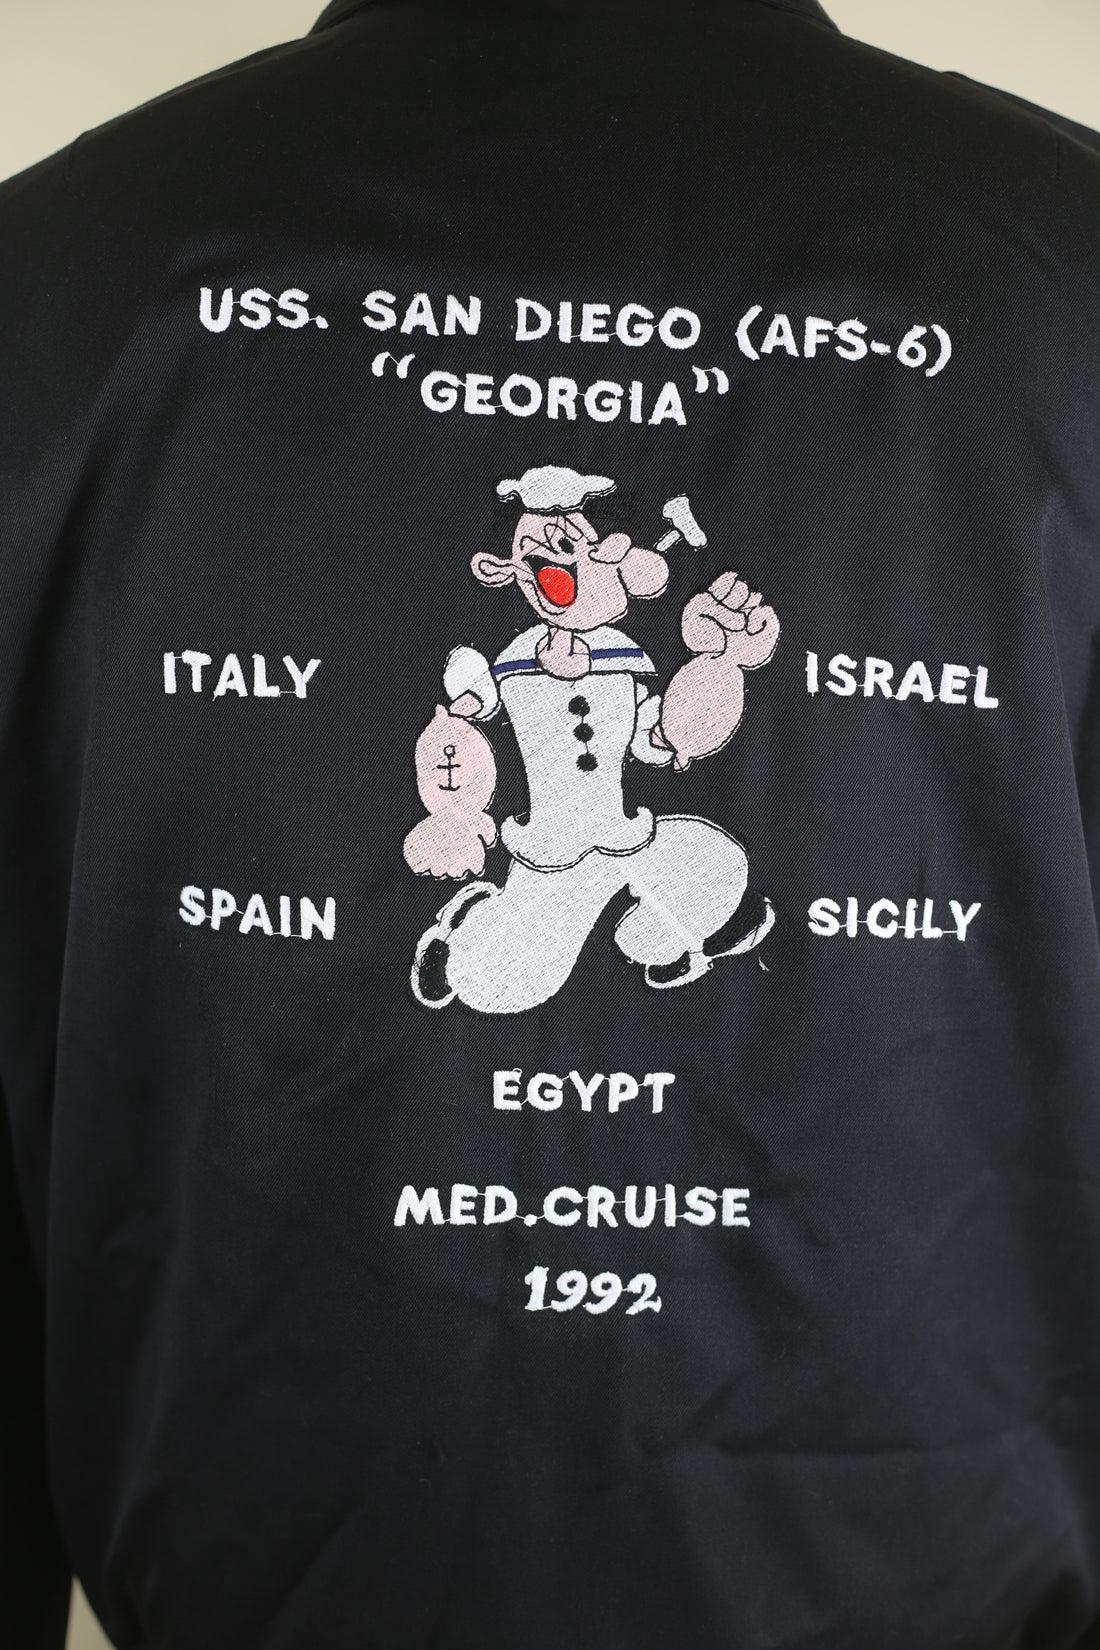 USS. SAN DIEGO (AFS-6)
"GEORGIA"
ITALY
ISRAEL
SPAIN
SICILY
EGYPT
MED.CRUISE
1992